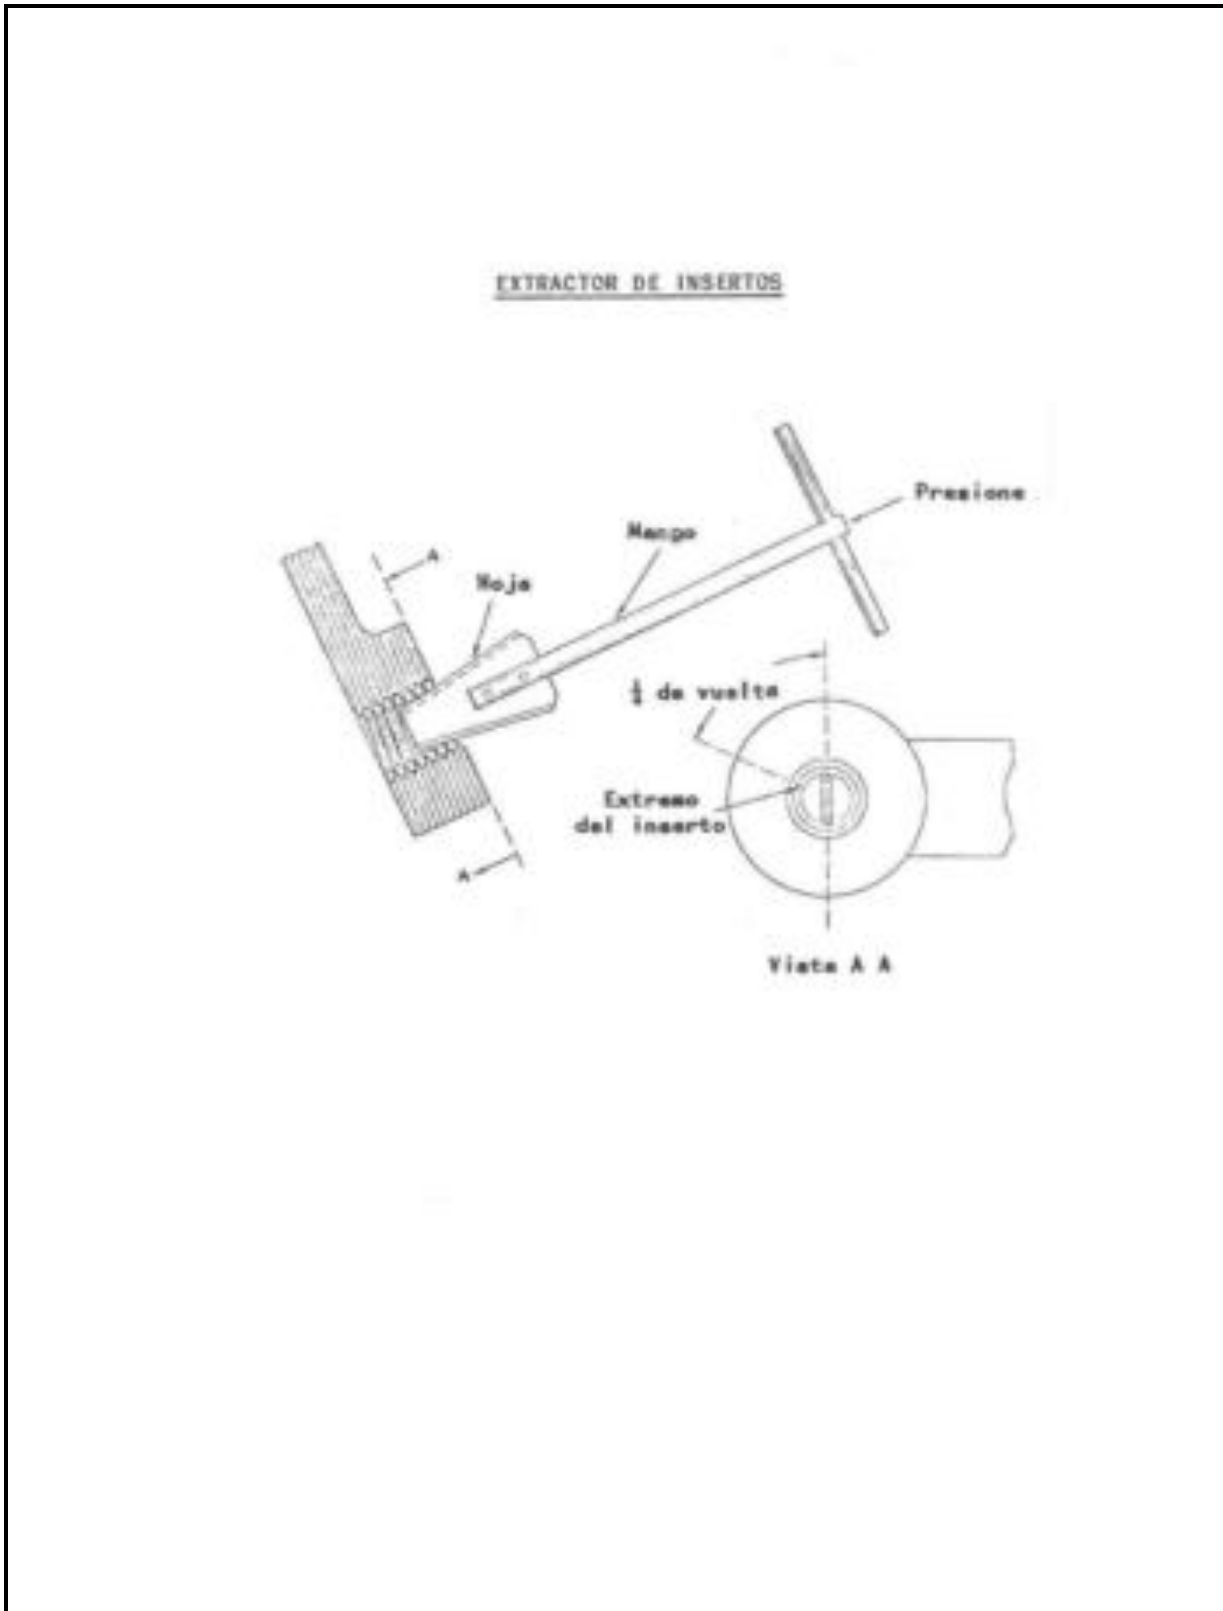 EXTRACTOR DE INSERTOS
Presione
Mango
A
Hoja
¼ de vuelta
Extremo
del inserto
A
Vista A A